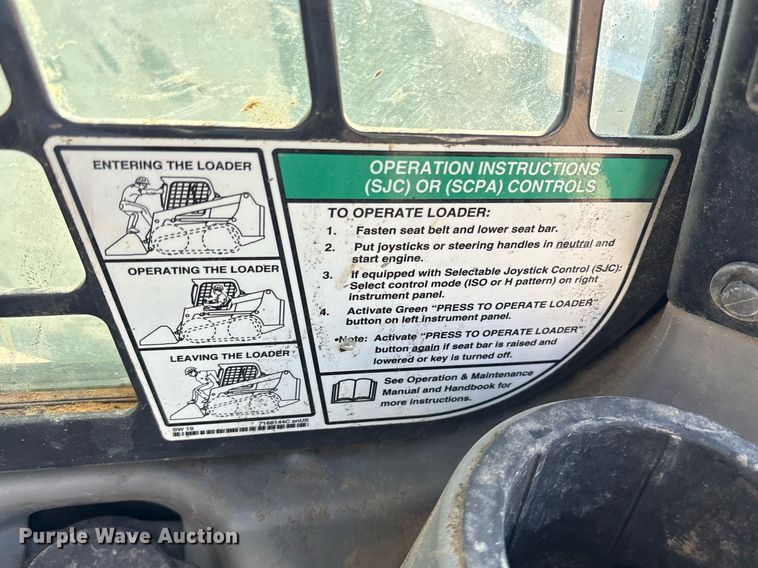 ENTERING THE LOADER
OPERATING THE LOADER
LEAVING THE LOADER
SW 19
7168144C enUS
OPERATION INSTRUCTIONS
(SJC) OR (SCPA) CONTROLS
TO OPERATE LOADER:
1. Fasten seat belt and lower seat bar.
2. Put joysticks or steering handles in neutral and
start engine.
3. If equipped with Selectable Joystick Control (SJC):
Select control mode (ISO or H pattern) on right
instrument panel.
4. Activate Green "PRESS TO OPERATE LOADER"
button on left instrument panel.
•Note: Activate "PRESS TO OPERATE LOADER"
button again if seat bar is raised and
lowered or key is turned off.
See Operation & Maintenance
Manual and Handbook for
more instructions.
Purple Wave Auction